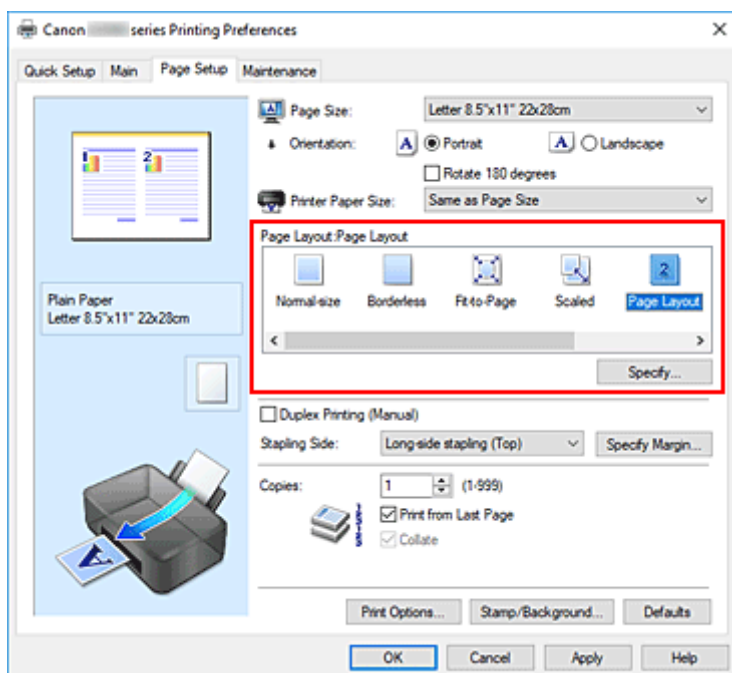 Canon series Printing Preferences
Quick Setup Main Page Setup Maintenance
Page Size: Letter 8.5"x11" 22x28cm
Orientation: A Portrait A Landscape
Rotate 180 degrees
Printer Paper Size: Same as Page Size
Page Layout:Page Layout
1 2
2
Normal-size Borderless Fit-to-Page Scaled Page Layout
Plain Paper
Letter 8.5"x11" 22x28cm
Specify...
Duplex Printing (Manual)
Stapling Side: Long-side stapling (Top) Specify Margin...
Copies: 1 (1-999)
Print from Last Page
Collate
A
Print Options... Stamp/Background... Defaults
OK Cancel Apply Help